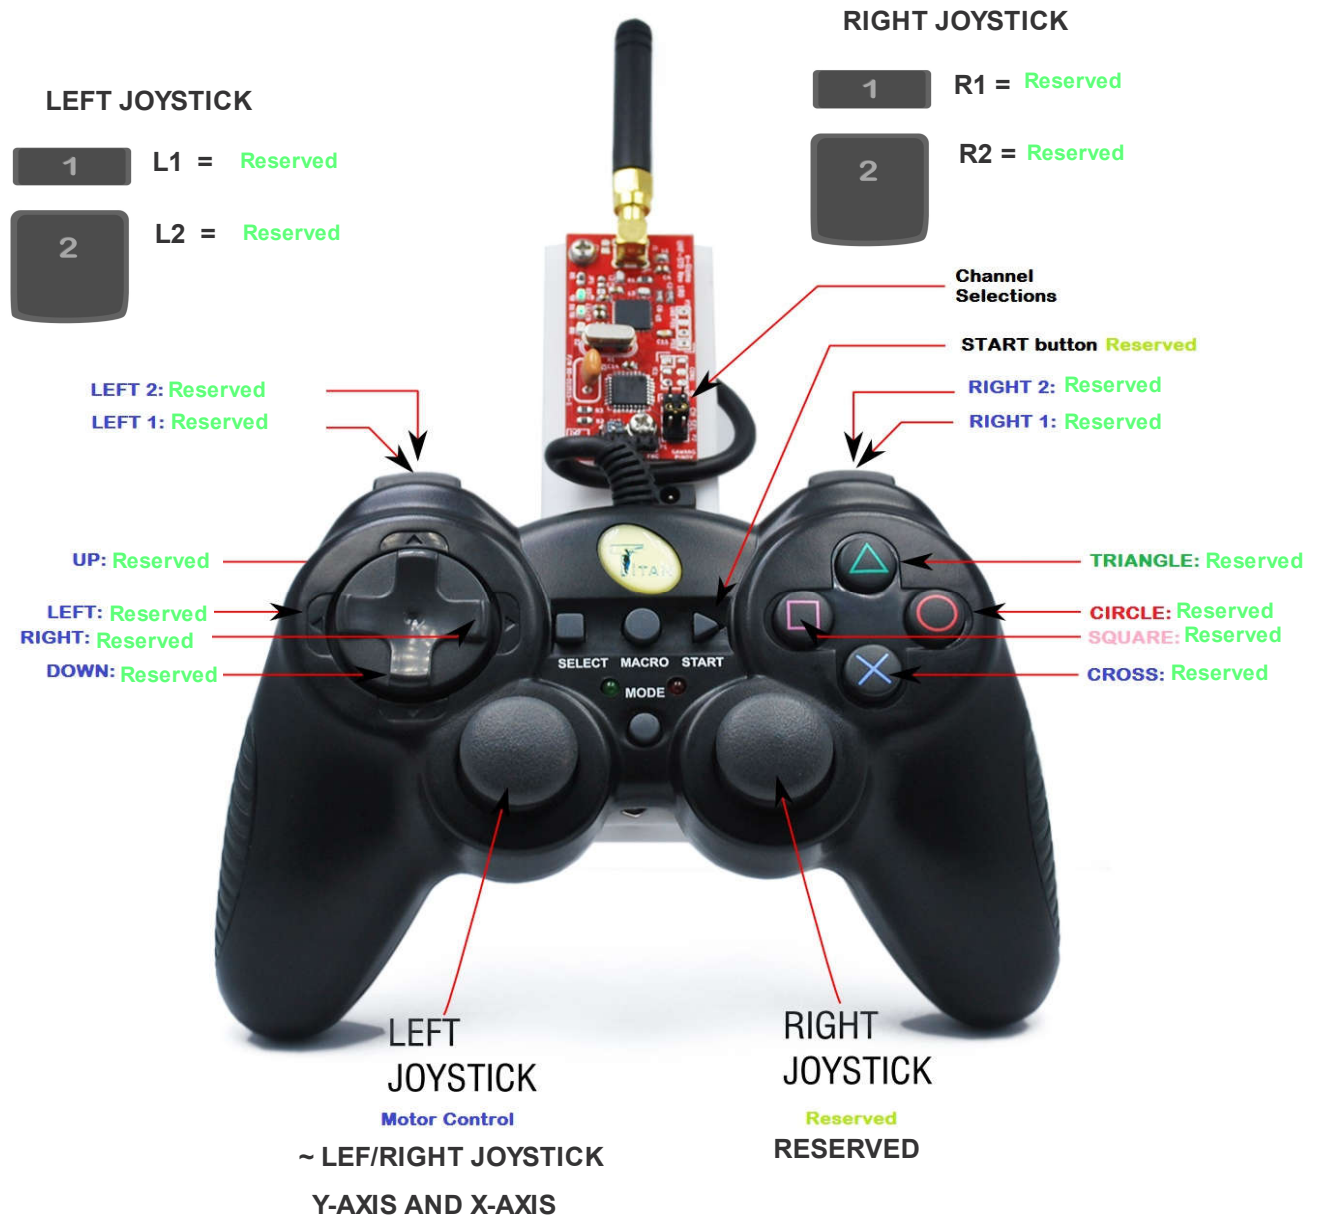 RIGHT JOYSTICK
1
R1 = Reserved
LEFT JOYSTICK
1
L1 = Reserved
2
R2 = Reserved
2
L2 = Reserved
Channel
Selections
START button Reserved
LEFT 2: Reserved
RIGHT 2: Reserved
LEFT 1: Reserved
RIGHT 1: Reserved
UP: Reserved
TITAN
TRIANGLE: Reserved
LEFT: Reserved
CIRCLE: Reserved
RIGHT: Reserved
SQUARE: Reserved
SELECT MACRO START
DOWN: Reserved
CROSS: Reserved
MODE
LEFT
JOYSTICK
RIGHT
JOYSTICK
Motor Control
Reserved
~ LEF/RIGHT JOYSTICK
RESERVED
Y-AXIS AND X-AXIS